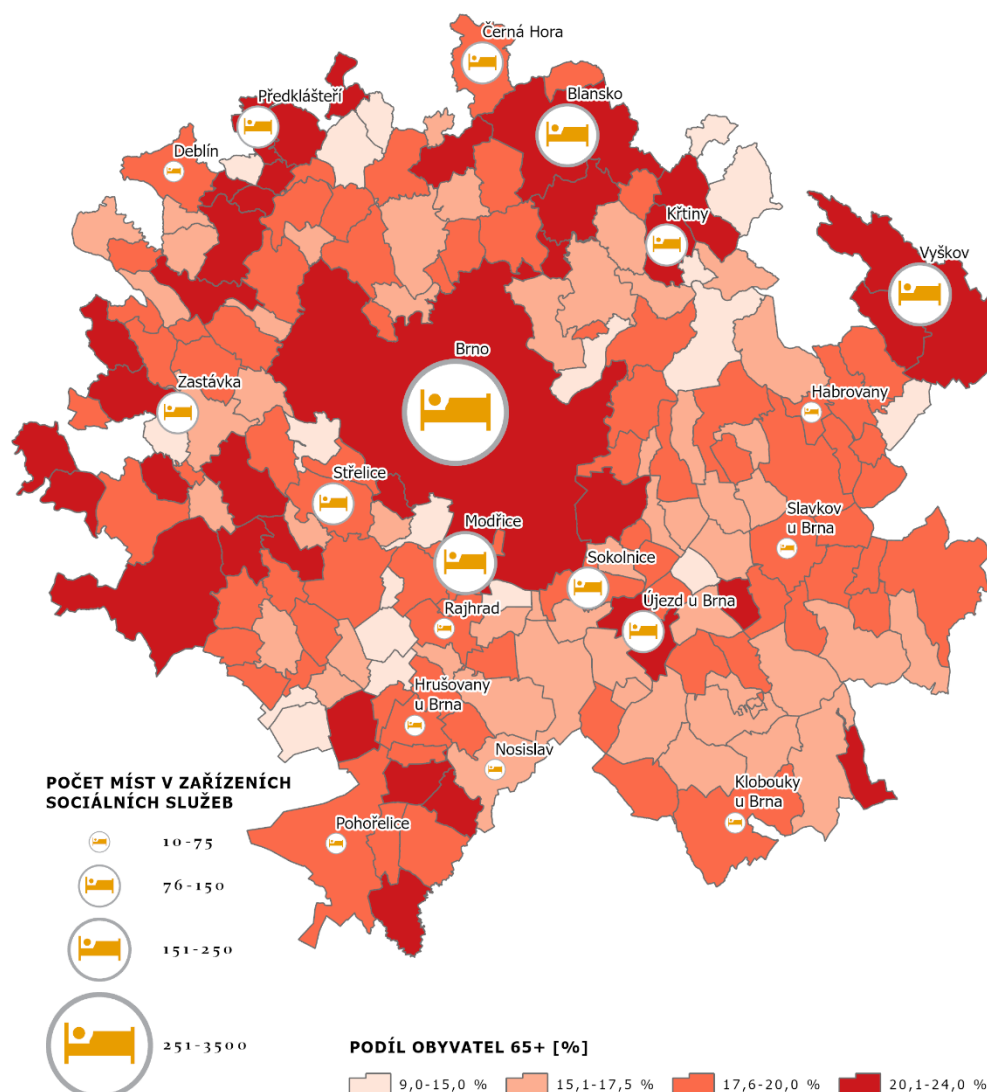 Černá Hora
Předklášteří
Blansko
Deblín
Křtiny
Vyškov
Brno
Zastávka
Habrovany
Střelice
Slavkov
u Brna
Modřice
Sokolnice
Újezd u Brna
Rajhrad
Hrušovany
u Brna
Nosislav
Klobouky
u Brna
Pohořelice
POČET MÍST V ZAŘÍZENÍCH
SOCIÁLNÍCH SLUŽEB
10-75
76-150
151-250
251-3500
PODÍL OBYVATEL 65+ [%]
9,0-15,0 %
15,1-17,5 %
17,6-20,0 %
20,1-24,0 %